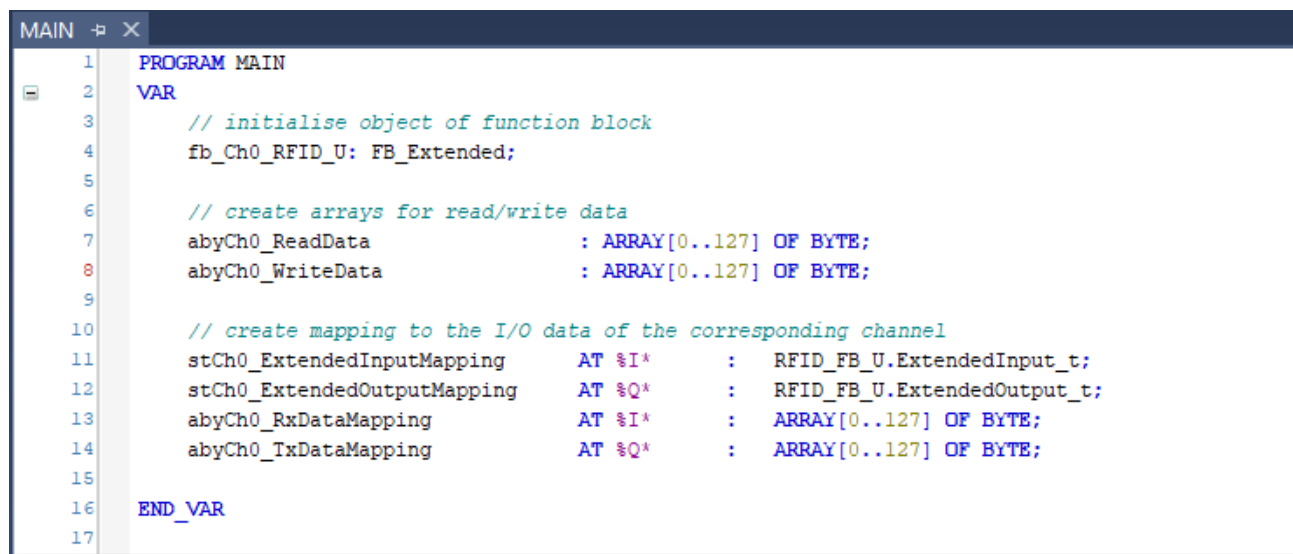 MAIN
1 PROGRAM MAIN
2 VAR
3 // initialise object of function block
4 fb_Ch0_RFID_U: FB_Extended;
5
6 // create arrays for read/write data
7 abyCh0_ReadData : ARRAY[0..127] OF BYTE;
8 abyCh0_WriteData : ARRAY[0..127] OF BYTE;
9
10 // create mapping to the I/O data of the corresponding channel
11 stCh0_ExtendedInputMapping AT %I* : RFID_FB_U.ExtendedInput_t;
12 stCh0_ExtendedOutputMapping AT %Q* : RFID_FB_U.ExtendedOutput_t;
13 abyCh0_RxDataMapping AT %I* : ARRAY[0..127] OF BYTE;
14 abyCh0_TxDataMapping AT %Q* : ARRAY[0..127] OF BYTE;
15
16 END_VAR
17